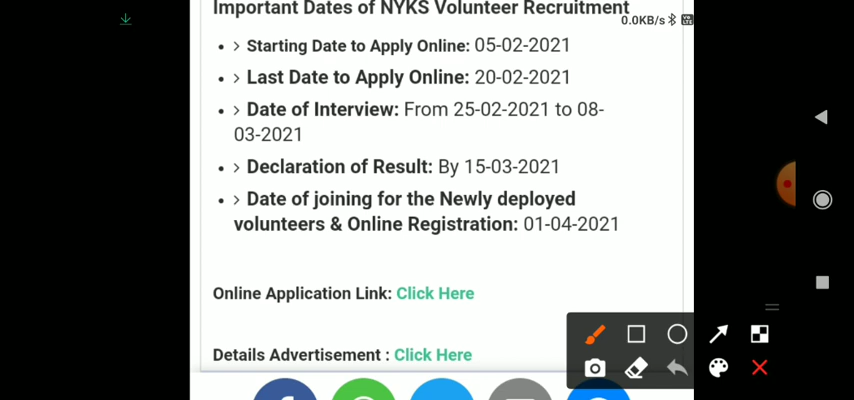 Important Dates of NYKS Volunteer Recruitment
0.0KB/s
> Starting Date to Apply Online: 05-02-2021
> Last Date to Apply Online: 20-02-2021
> Date of Interview: From 25-02-2021 to 08-
03-2021
> Declaration of Result: By 15-03-2021
> Date of joining for the Newly deployed
volunteers & Online Registration: 01-04-2021
Online Application Link: Click Here
Details Advertisement : Click Here